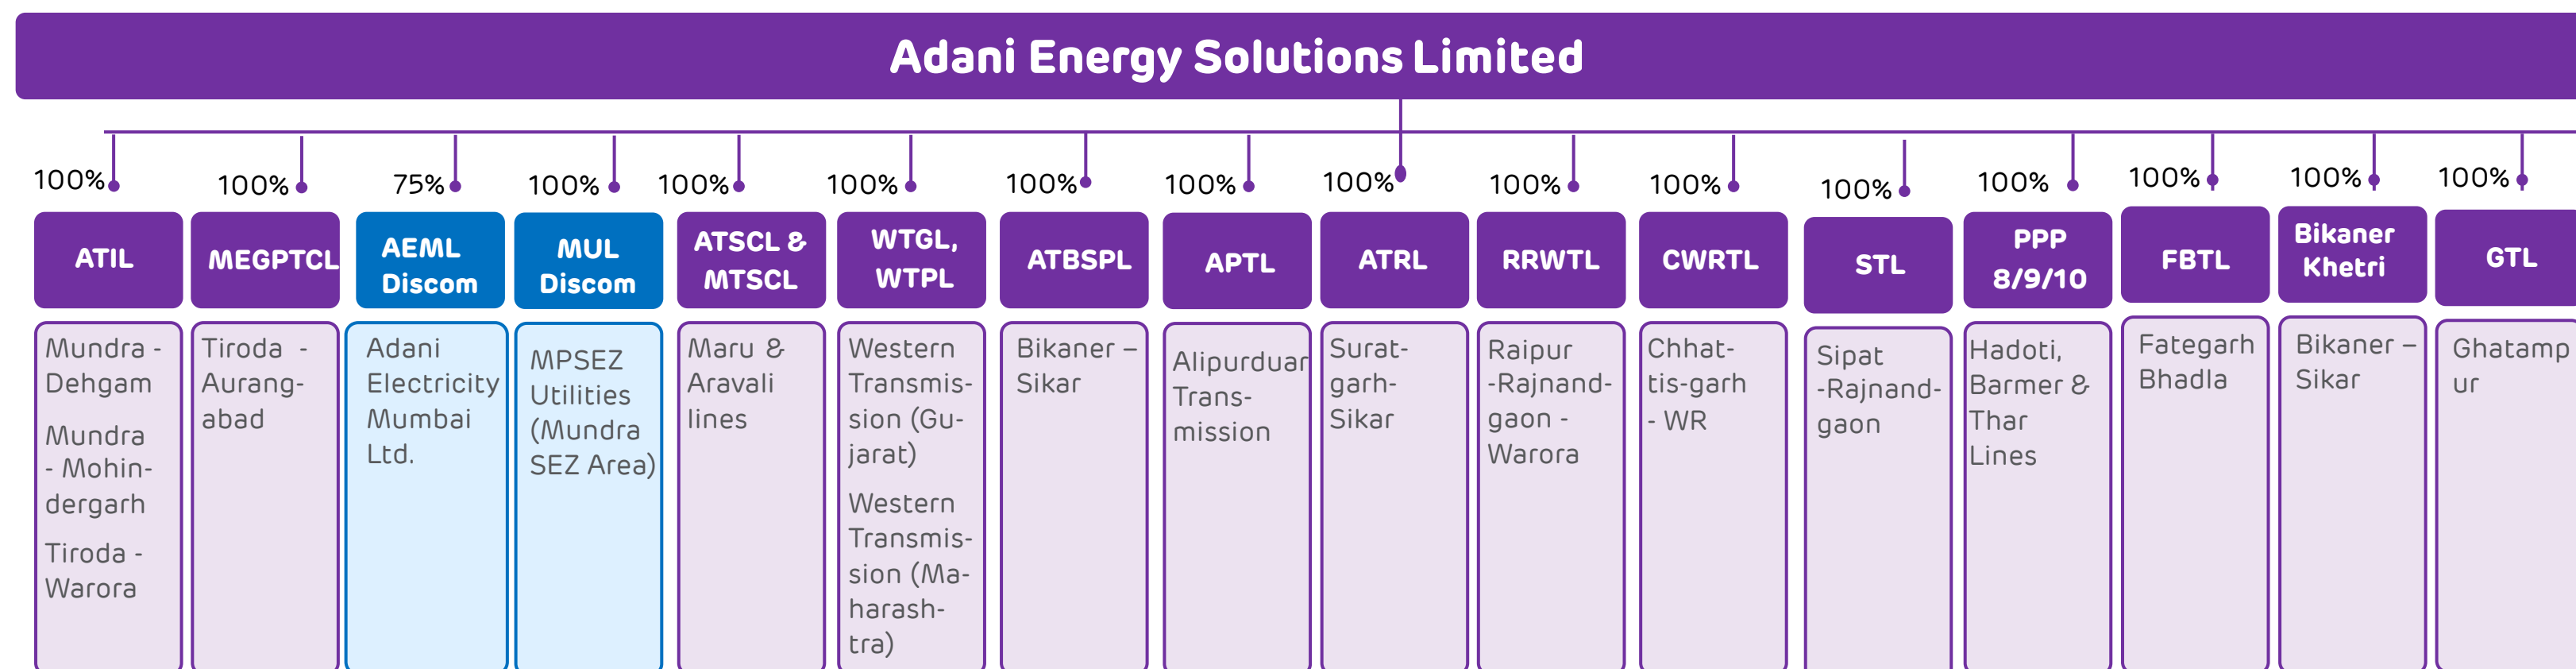 Adani Energy Solutions Limited
100%
100%
75%
100%
100%
100%
100%
100%
100%
100%
100%
100%
100%
100%
100%
100%
ATIL
MEGPTCL
AEML
Discom
MUL
Discom
ATSCL &
MTSCL
WTGL,
WTPL
ATBSPL
APTL
ATRL
RRWTL
CWRTL
STL
PPP
8/9/10
FBTL
Bikaner
Khetri
GTL
Mundra -
Dehgam
Mundra
- Mohin-
dergarh
Tiroda -
Warora
Tiroda -
Aurang-
abad
Adani
Electricity
Mumbai
Ltd.
MPSEZ
Utilities
(Mundra
SEZ Area)
Maru &
Aravali
lines
Western
Transmis-
sion (Gu-
jarat)
Western
Transmis-
sion (Ma-
harash-
tra)
Bikaner –
Sikar
Alipurduar
Trans-
mission
Surat-
garh-
Sikar
Raipur
-Rajnand-
gaon -
Warora
Chhat-
tis-garh
- WR
Sipat
-Rajnand-
gaon
Hadoti,
Barmer &
Thar
Lines
Fategarh
Bhadla
Bikaner –
Sikar
Ghatamp
ur